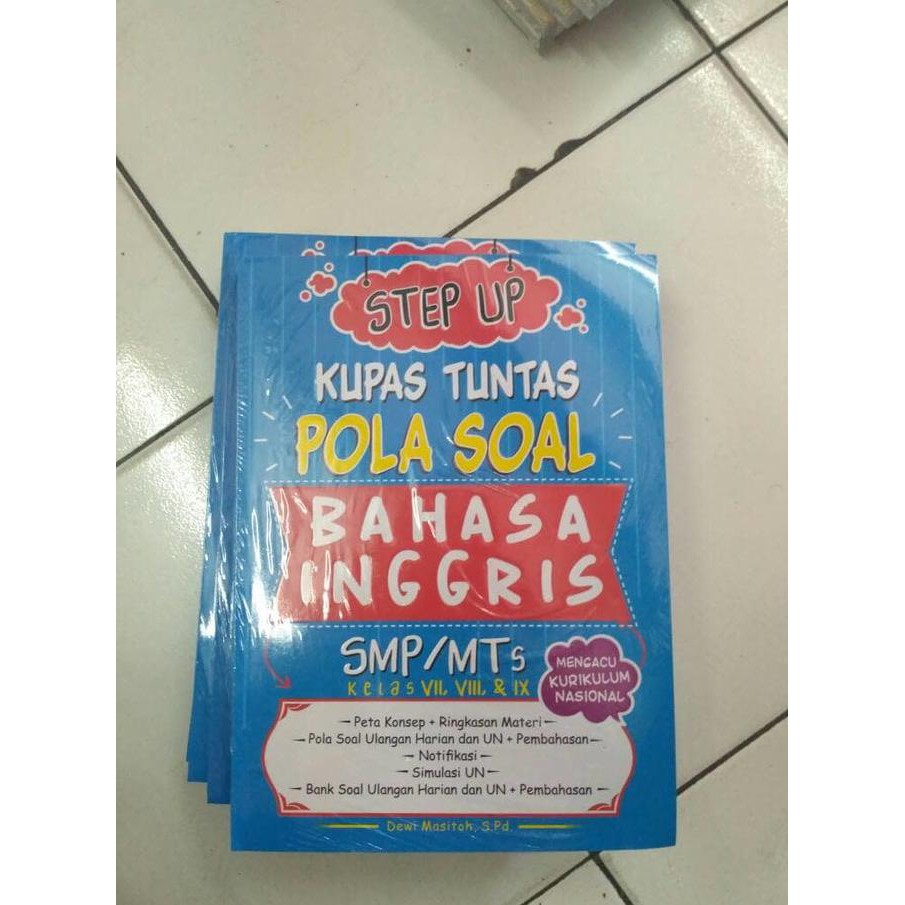 STEP UP
KUPAS TUNTAS
POLA SOAL
BAHASA
INGGRIS
SMP/MTs
Kelas VII, VIII, & IX
MENGACU
KURIKULUM
NASIONAL
Peta Konsep + Ringkasan Materi
Pola Soal Ulangan Harian dan UN + Pembahasan
Notifikasi
Simulasi UN
Bank Soal Ulangan Harian dan UN + Pembahasan
Dewi Masitoh, S.Pd.